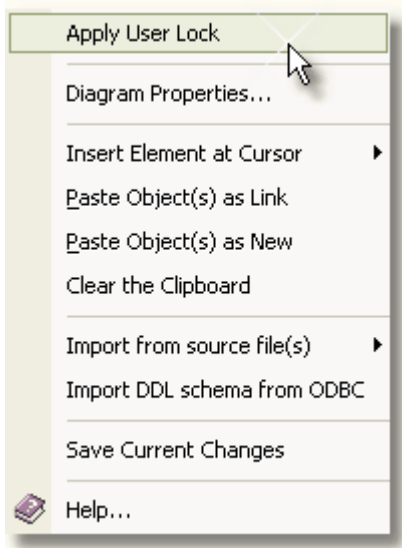 Apply User Lock
Diagram Properties...
Insert Element at Cursor
Paste Object(s) as Link
Paste Object(s) as New
Clear the Clipboard
Import from source file(s)
Import DDL schema from ODBC
Save Current Changes
Help...